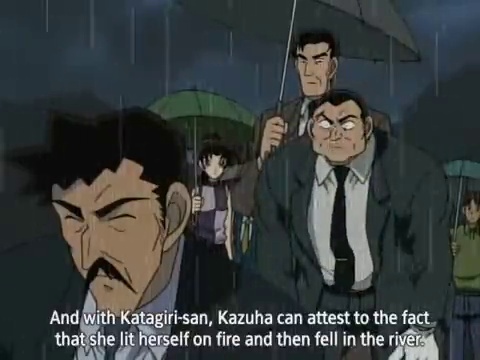 And with Katagiri-san, Kazuha can attest to the fact
that she lit herself on fire and then fell in the river.